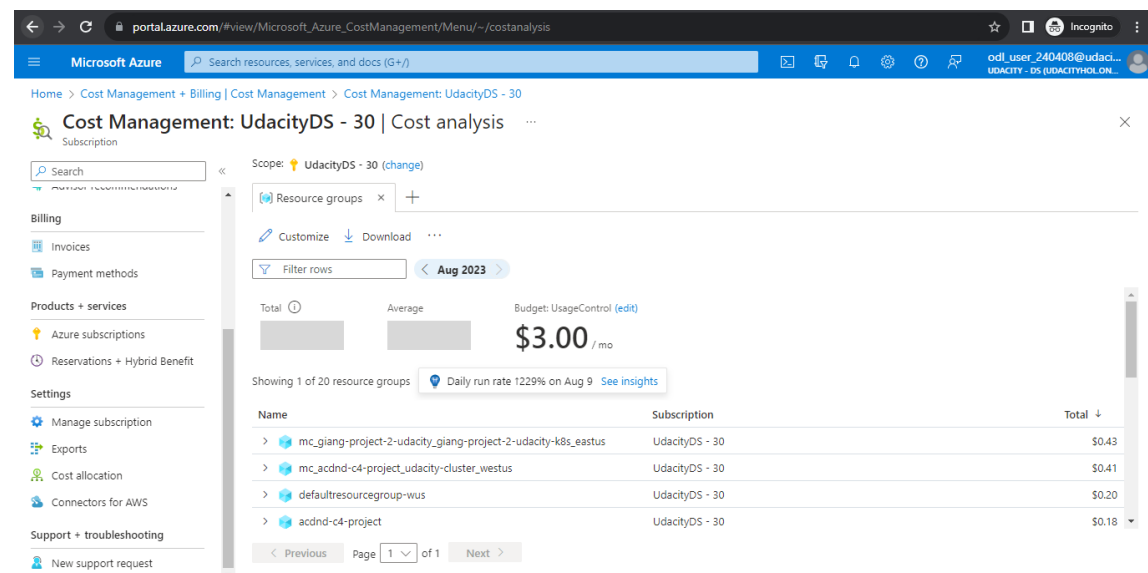 portal.azure.com/#view/Microsoft_Azure_CostManagement/Menu/~/costanalysis
Incognito
Microsoft Azure
Search resources, services, and docs (G+/)
odl_user_240408@udaci...
UDACITY - DS (UDACITYHOL.ON...
Home > Cost Management + Billing | Cost Management > Cost Management: UdacityDS - 30
Cost Management: UdacityDS - 30 | Cost analysis ...
Subscription
Search
«
Scope: UdacityDS - 30 (change)
Advisor recommendations
Resource groups
Billing
Invoices
Payment methods
Products + services
Azure subscriptions
Reservations + Hybrid Benefit
Settings
Manage subscription
Exports
Cost allocation
Connectors for AWS
Support + troubleshooting
New support request
Customize
Download
...
Filter rows
Aug 2023
Total
Average
Budget: UsageControl (edit)
$3.00 / mo
Showing 1 of 20 resource groups
Daily run rate ↑229% on Aug 9 See insights
Name Subscription Total ↓
mc_giang-project-2-udacity_giang-project-2-udacity-k8s_eastus UdacityDS - 30 $0.43
mc_acdnd-c4-project_udacity-cluster_westus UdacityDS - 30 $0.41
defaultresourcegroup-wus UdacityDS - 30 $0.20
acdnd-c4-project UdacityDS - 30 $0.18
< Previous Page 1 of 1 Next >